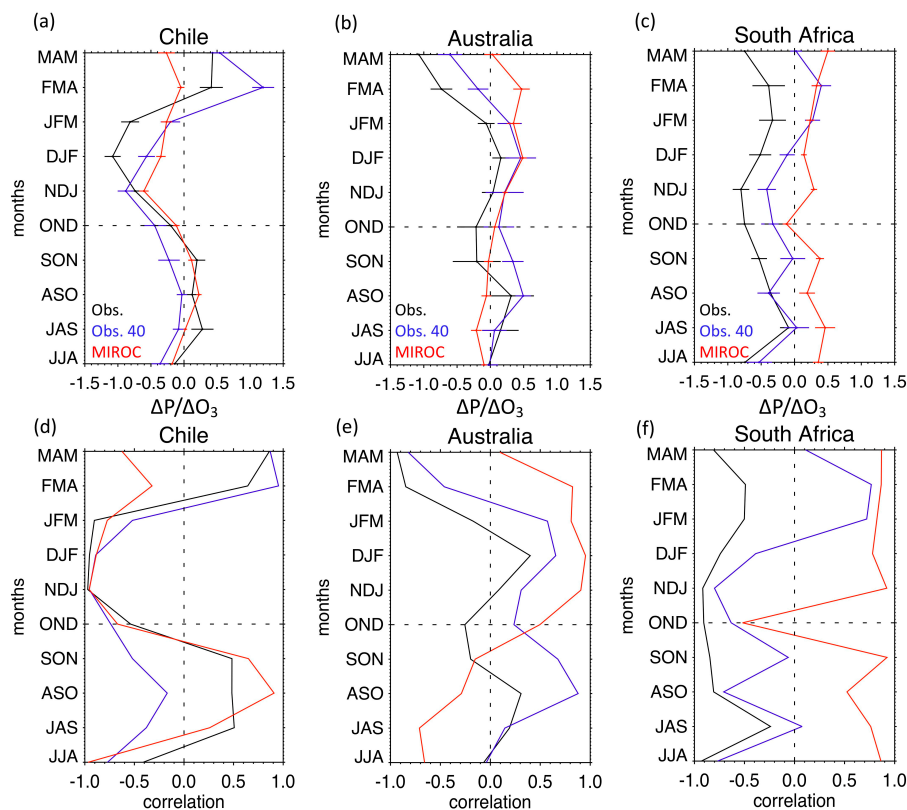 (a)
Chile
MAM
FMA
JFM
DJF
NDJ
OND
SON
ASO
JAS
JJA
months
Obs.
Obs. 40
MIROC
-1.5 -1.0 -0.5 0.0 0.5 1.0 1.5
(b)
Australia
MAM
FMA
JFM
DJF
NDJ
OND
SON
ASO
JAS
JJA
months
Obs.
Obs. 40
MIROC
-1.5 -1.0 -0.5 0.0 0.5 1.0 1.5
(c)
South Africa
MAM
FMA
JFM
DJF
NDJ
OND
SON
ASO
JAS
JJA
months
Obs.
Obs. 40
MIROC
-1.5 -1.0 -0.5 0.0 0.5 1.0 1.5
ΔP/ΔO₃ ΔP/ΔO₃ ΔP/ΔO₃
(d)
Chile
MAM
FMA
JFM
DJF
NDJ
OND
SON
ASO
JAS
JJA
months
-1.0 -0.5 0.0 0.5 1.0
correlation
(e)
Australia
MAM
FMA
JFM
DJF
NDJ
OND
SON
ASO
JAS
JJA
months
-1.0 -0.5 0.0 0.5 1.0
correlation
(f)
South Africa
MAM
FMA
JFM
DJF
NDJ
OND
SON
ASO
JAS
JJA
months
-1.0 -0.5 0.0 0.5 1.0
correlation